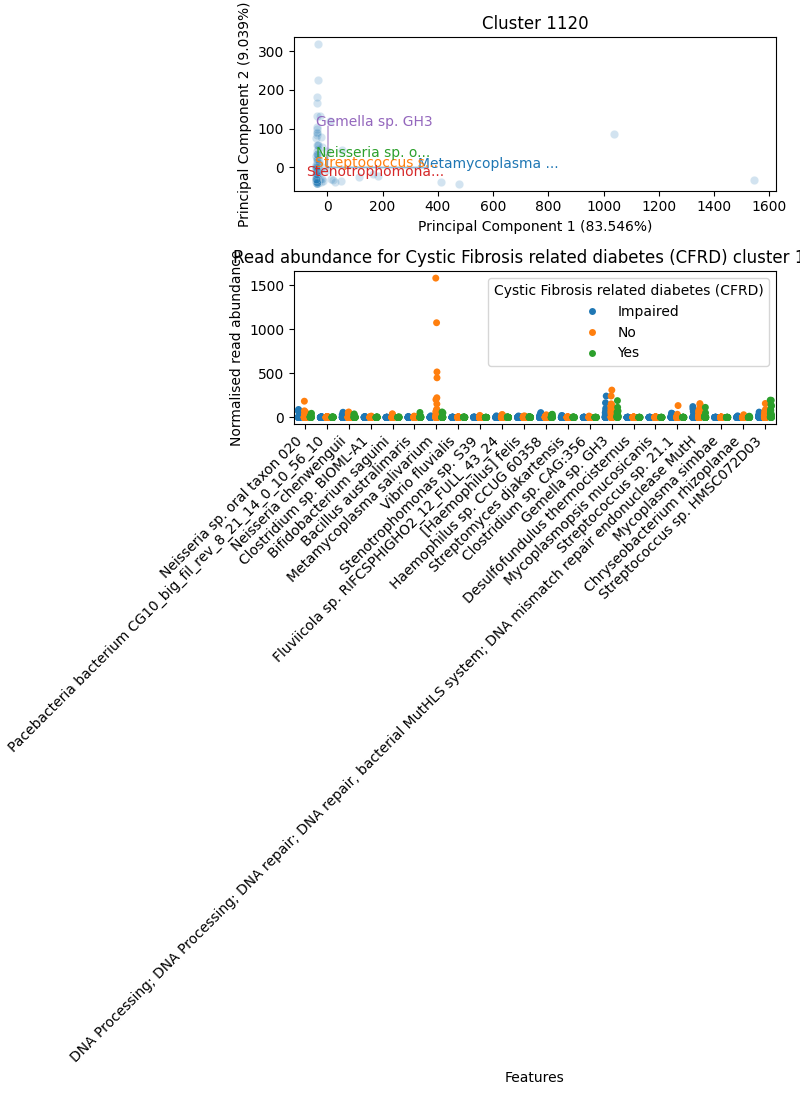 Cluster 1120
Principal Component 2 (9.039%)
300
200
100
0
Gemella sp. GH3
Neisseria sp. o...
Metamycoplasma ...
Stenotrophomona...
0
200
400
600
800
1000
1200
1400
1600
Principal Component 1 (83.546%)
Read abundance for Cystic Fibrosis related diabetes (CFRD) cluster 1
Normalised read abundance
1500
1000
500
0
Cystic Fibrosis related diabetes (CFRD)
Impaired
No
Yes
Neisseria sp. oral taxon 020
Pacebacteria bacterium CG10_big_fil_rev_8_21_14_0_10_56_10
Neisseria chenwenguii
Clostridium sp. BIOML-A1
Bifidobacterium saguini
Bacillus australimaris
Metamycoplasma salivarium
Vibrio fluvialis
Stenotrophomonas sp. S39
Fluviicola sp. RIFCSPHIGHO2_12_FULL_43_24
[Haemophilus] felis
Haemophilus sp. CCUG 60358
Streptomyces djakartensis
Clostridium sp. CAG:356
Gemella sp. GH3
Desulfofundulus thermocisternus
Mycoplasmopsis mucosicanis
Streptococcus sp. 21.1
DNA Processing; DNA Processing; DNA repair; DNA repair, bacterial MutHLS system; DNA mismatch repair endonuclease MutH
Mycoplasma simbae
Chryseobacterium rhizoplanae
Streptococcus sp. HMSC072D03
Features